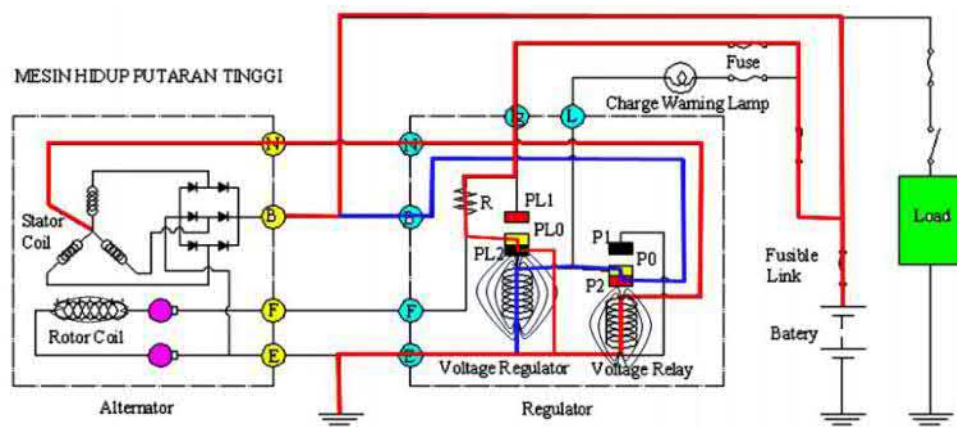 MESIN HIDUP PUTARAN TINGGI
Fuse
Charge Warning Lamp
Ig
L
N
N
B
B
R
PL1
PL0
PL2
P1
P0
P2
Stator
Coil
Load
Fusible
Link
F
F
Rotor Coil
Batery
E
E
Voltage Regulator
Voltage Relay
Alternator
Regulator